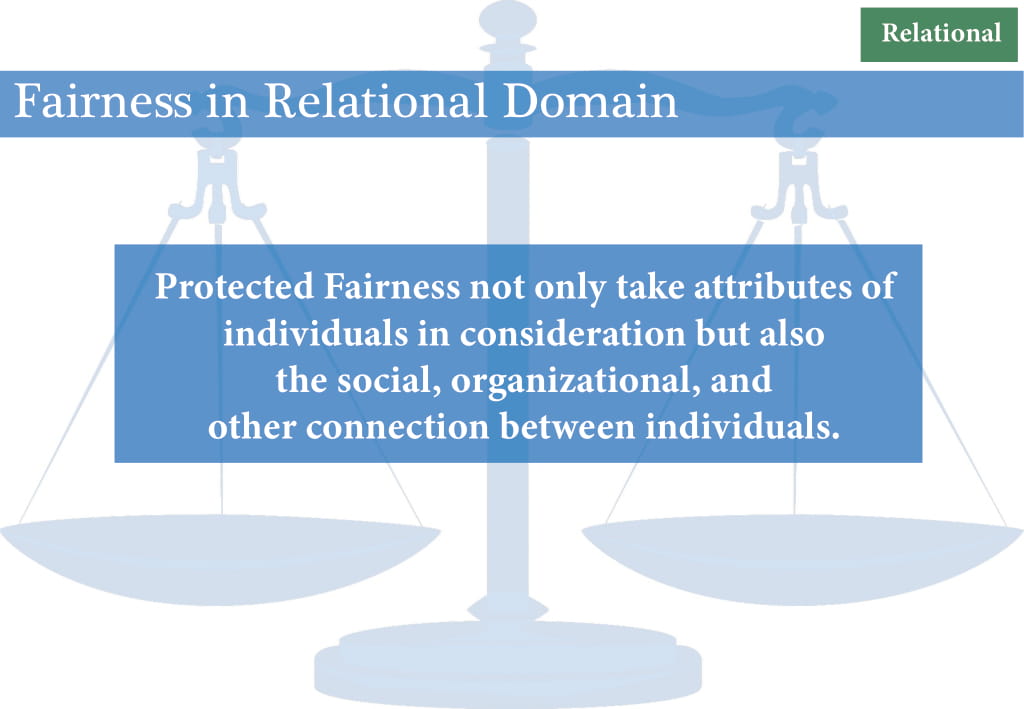 Relational
Fairness in Relational Domain
Protected Fairness not only take attributes of
individuals in consideration but also
the social, organizational, and
other connection between individuals.